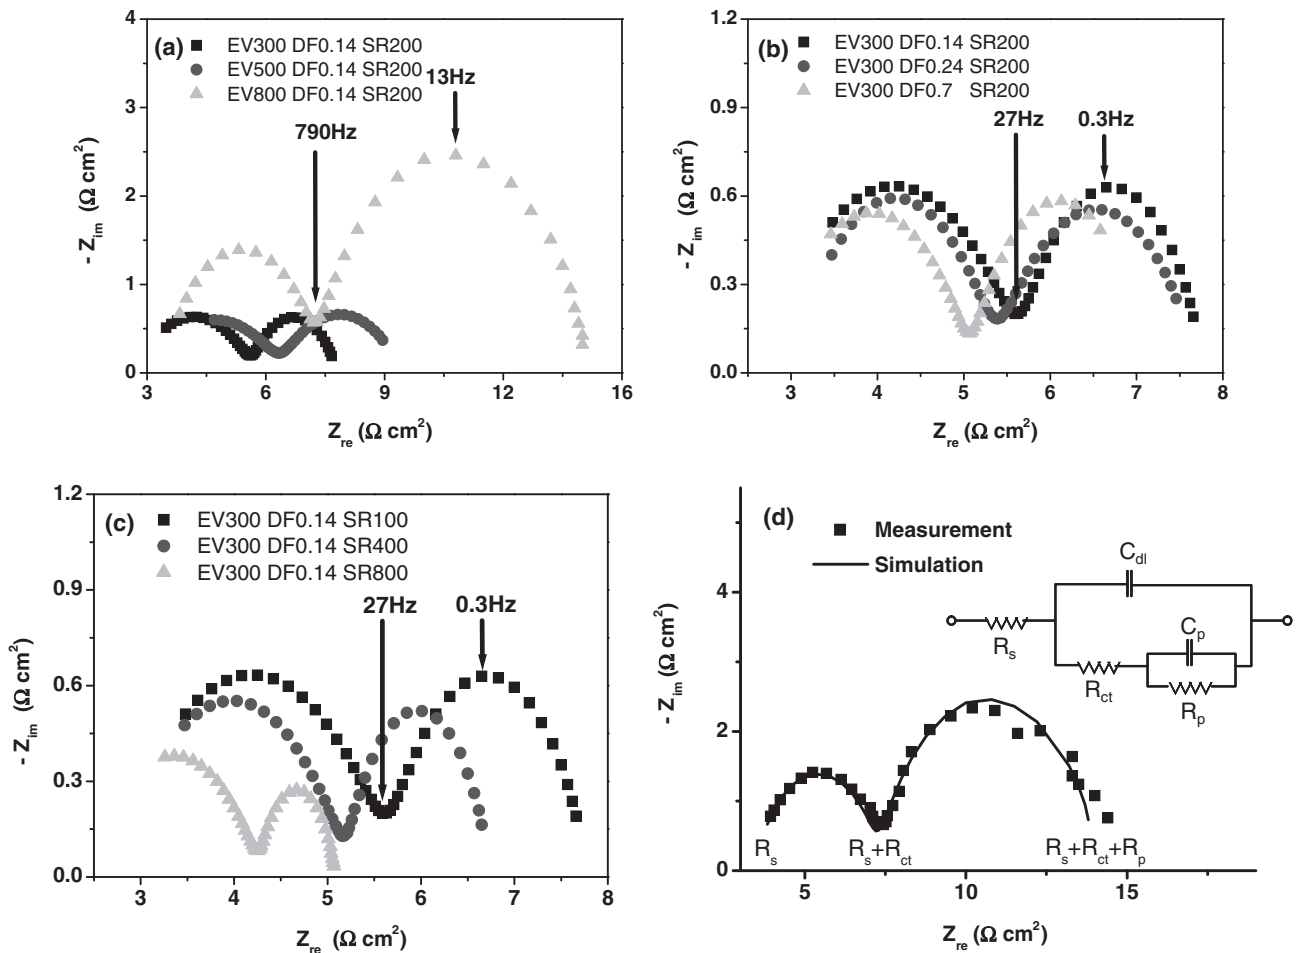 (a)
EV300 DF0.14 SR200
EV500 DF0.14 SR200
EV800 DF0.14 SR200
13Hz
790Hz
4
3
2
1
0
- Z_im (Ω cm²)
3 6 9 12 16
Z_re (Ω cm²)
(b)
EV300 DF0.14 SR200
EV300 DF0.24 SR200
EV300 DF0.7 SR200
27Hz 0.3Hz
1.2
0.9
0.6
0.3
0.0
- Z_im (Ω cm²)
3 4 5 6 7 8
Z_re (Ω cm²)
(c)
EV300 DF0.14 SR100
EV300 DF0.14 SR400
EV300 DF0.14 SR800
27Hz 0.3Hz
1.2
0.9
0.6
0.3
0.0
- Z_im (Ω cm²)
4 5 6 7 8
Z_re (Ω cm²)
(d)
Measurement
Simulation
C_dl
R_s
C_p
R_ct
R_p
4
2
0
- Z_im (Ω cm²)
R_s R_s+R_ct R_s+R_ct+R_p
5 10 15
Z_re (Ω cm²)